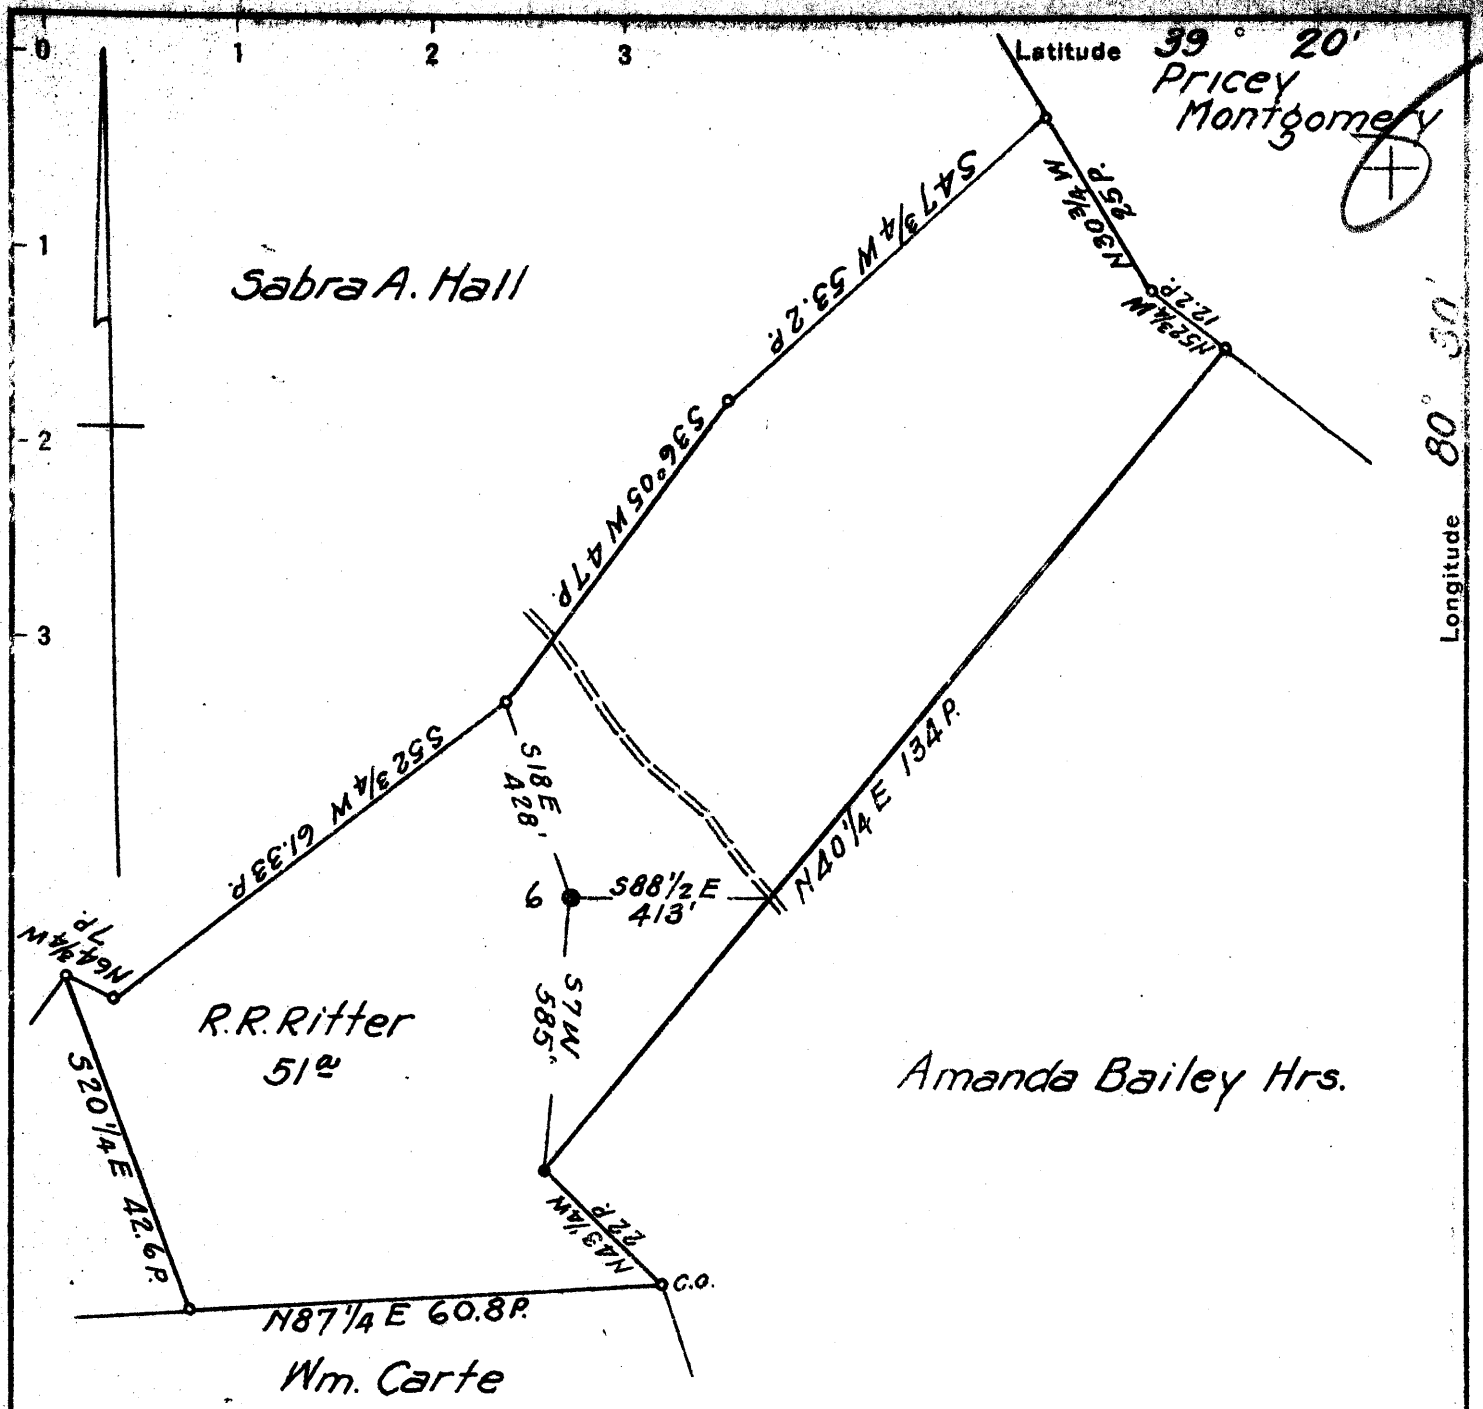 0 1 2 3
Latitude 39° 20'
Pricey
Montgomery
1
2
3
Sabra A. Hall
S47 3/4 W 53.2 P.
N30 3/4 W
25 P.
N52 3/4 W
12.2 P.
Longitude 80°
S36°05 W 47 P.
S52 3/4 W 61.33 P.
S18 E
428'
6
S88 1/2 E
413'
N40 1/4 E 134 P.
N64 3/4 W
7 P.
R.R. Ritter
51 a
S7 W
585'
Amanda Bailey Hrs.
S20 1/4 E 42.6 P.
N43 1/4 W
22 P.
C.O.
N87 1/4 E 60.8 P.
Wm. Carte